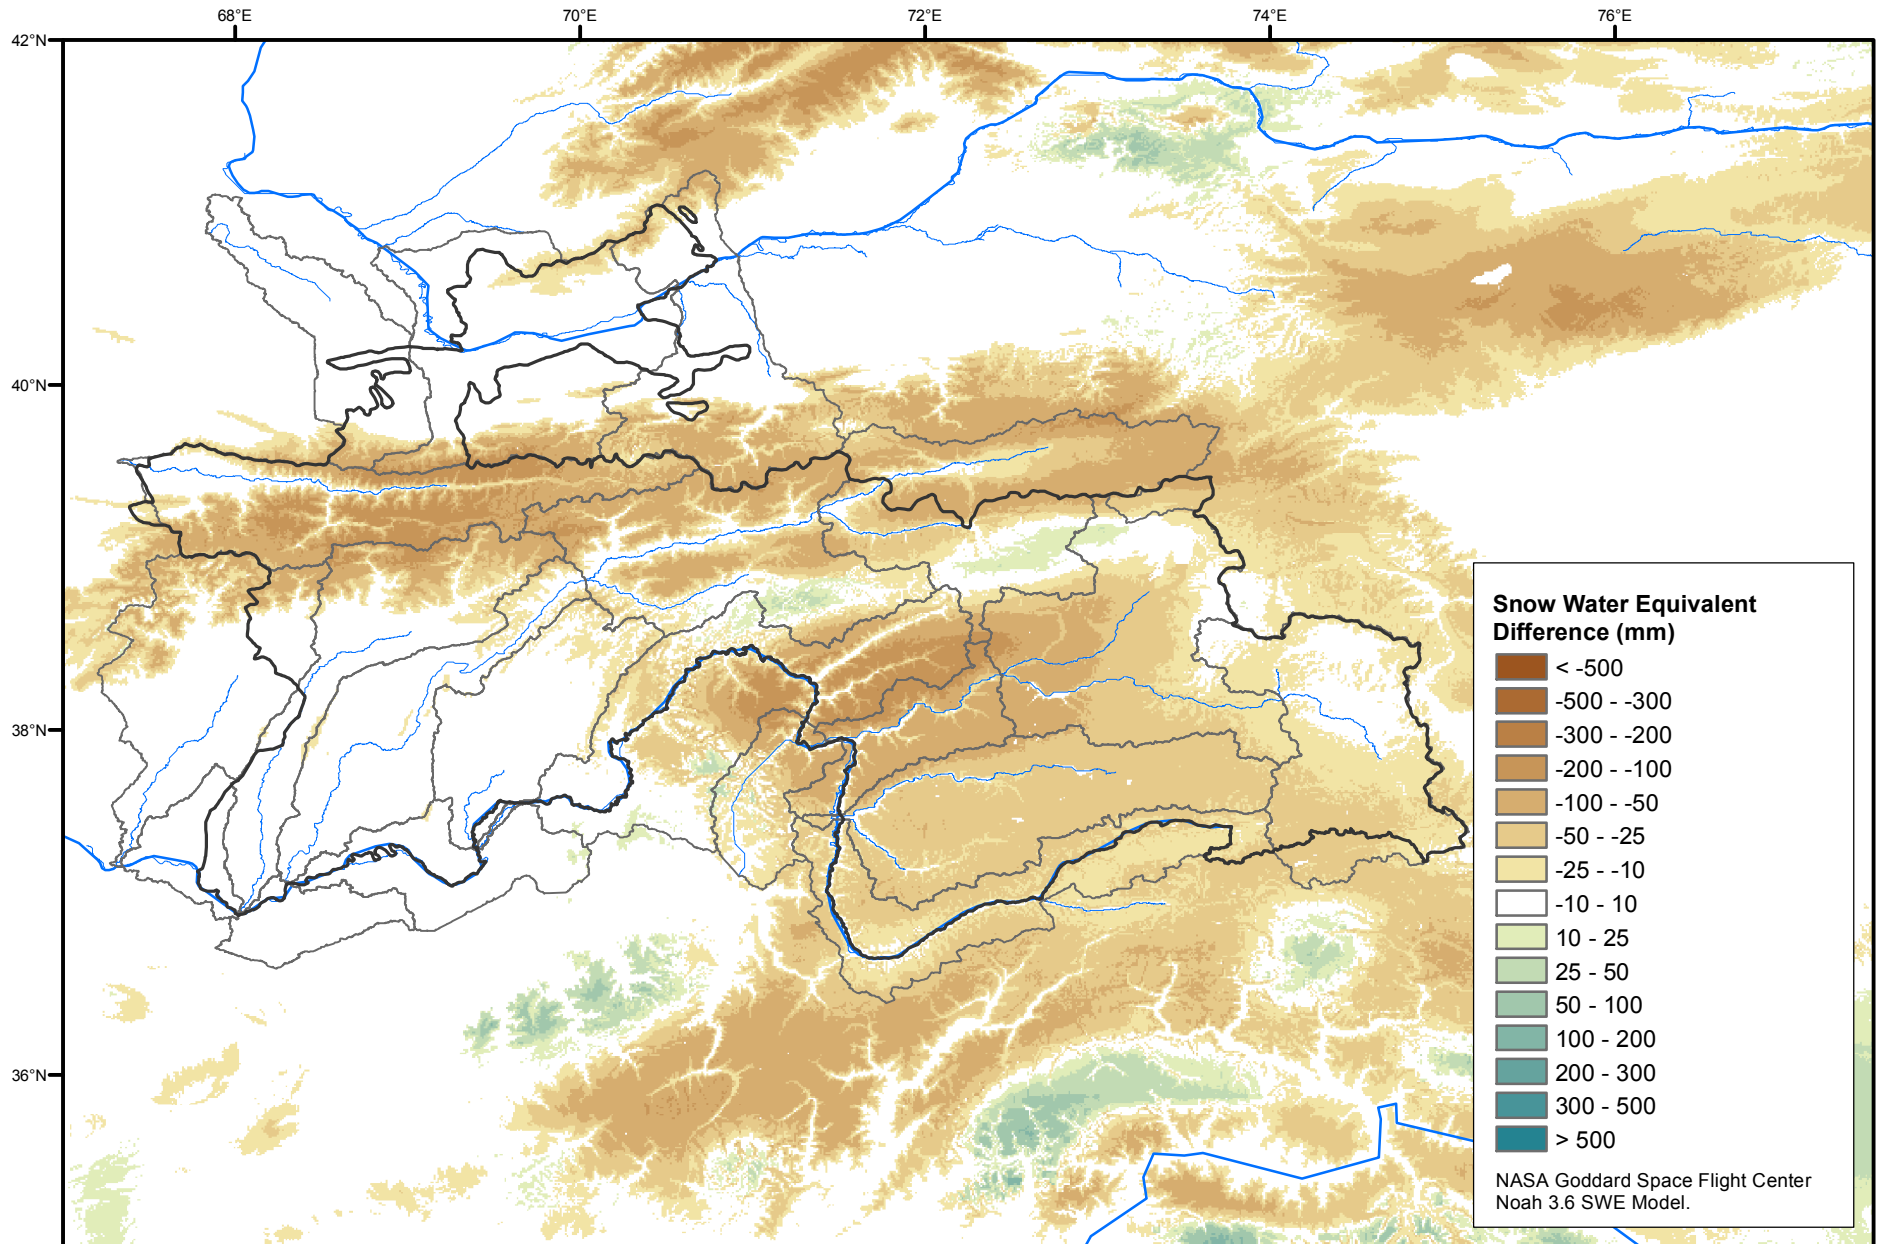 68°E
70°E
72°E
74°E
76°E
42°N
40°N
38°N
36°N
Snow Water Equivalent
Difference (mm)
< -500
-500 - -300
-300 - -200
-200 - -100
-100 - -50
-50 - -25
-25 - -10
-10 - 10
10 - 25
25 - 50
50 - 100
100 - 200
200 - 300
300 - 500
> 500
NASA Goddard Space Flight Center
Noah 3.6 SWE Model.